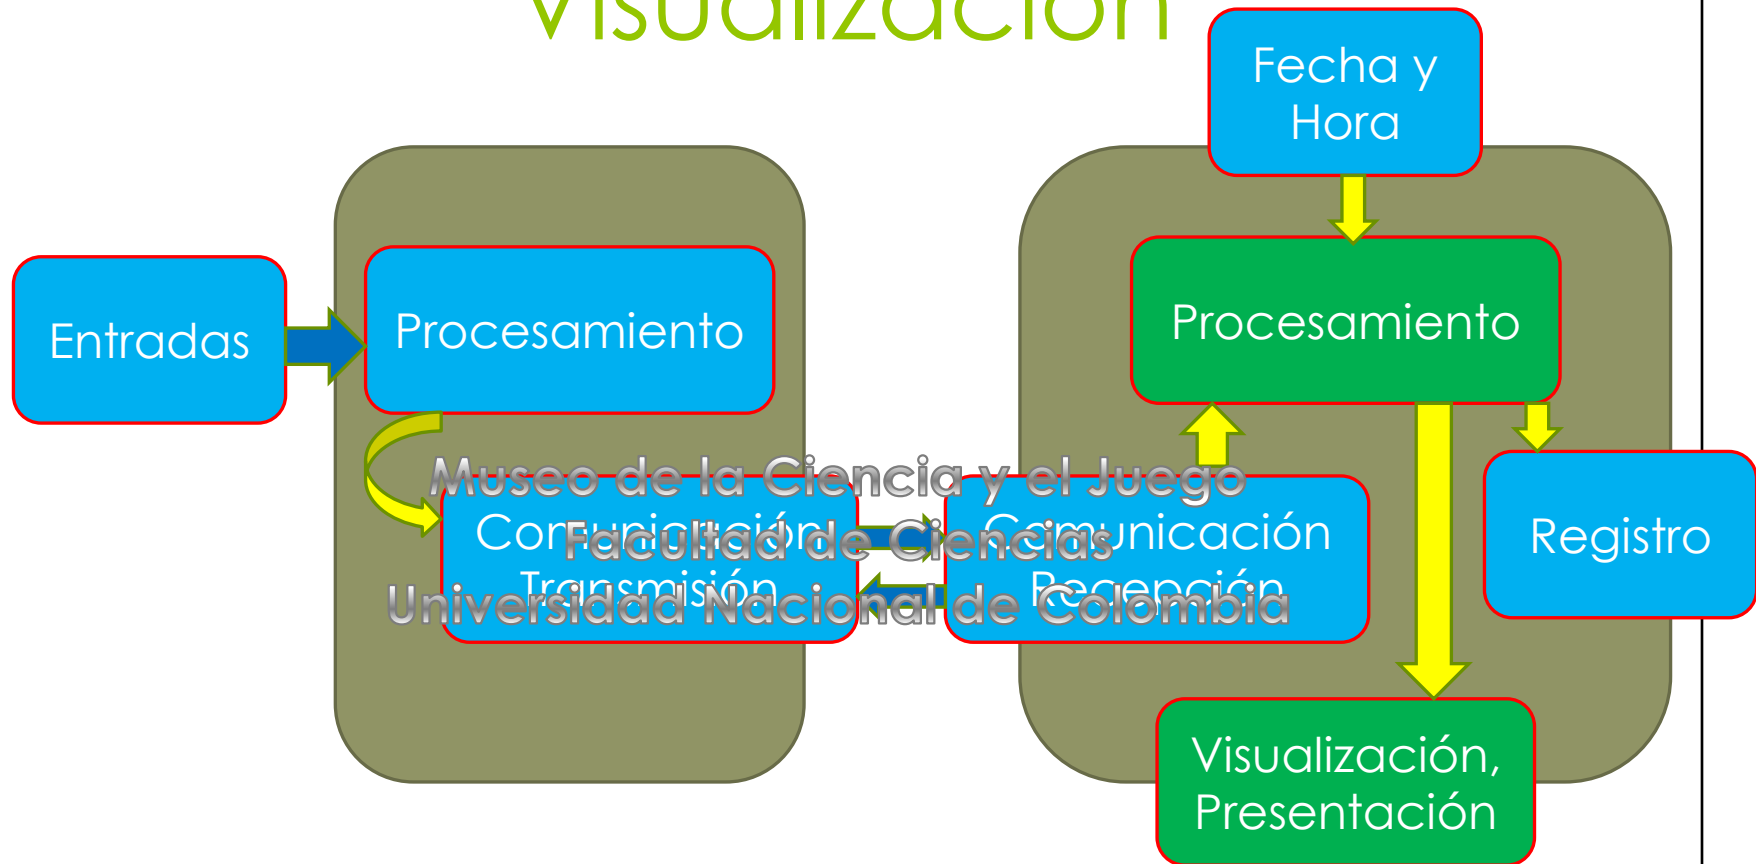 Visualización
Fecha y
Hora
Entradas
Procesamiento
Procesamiento
Museo de la Ciencia y el Juego
Facultad de Ciencias
Universidad Nacional de Colombia
Comunicación
Transmisión
Comunicación
Recepción
Registro
Visualización,
Presentación